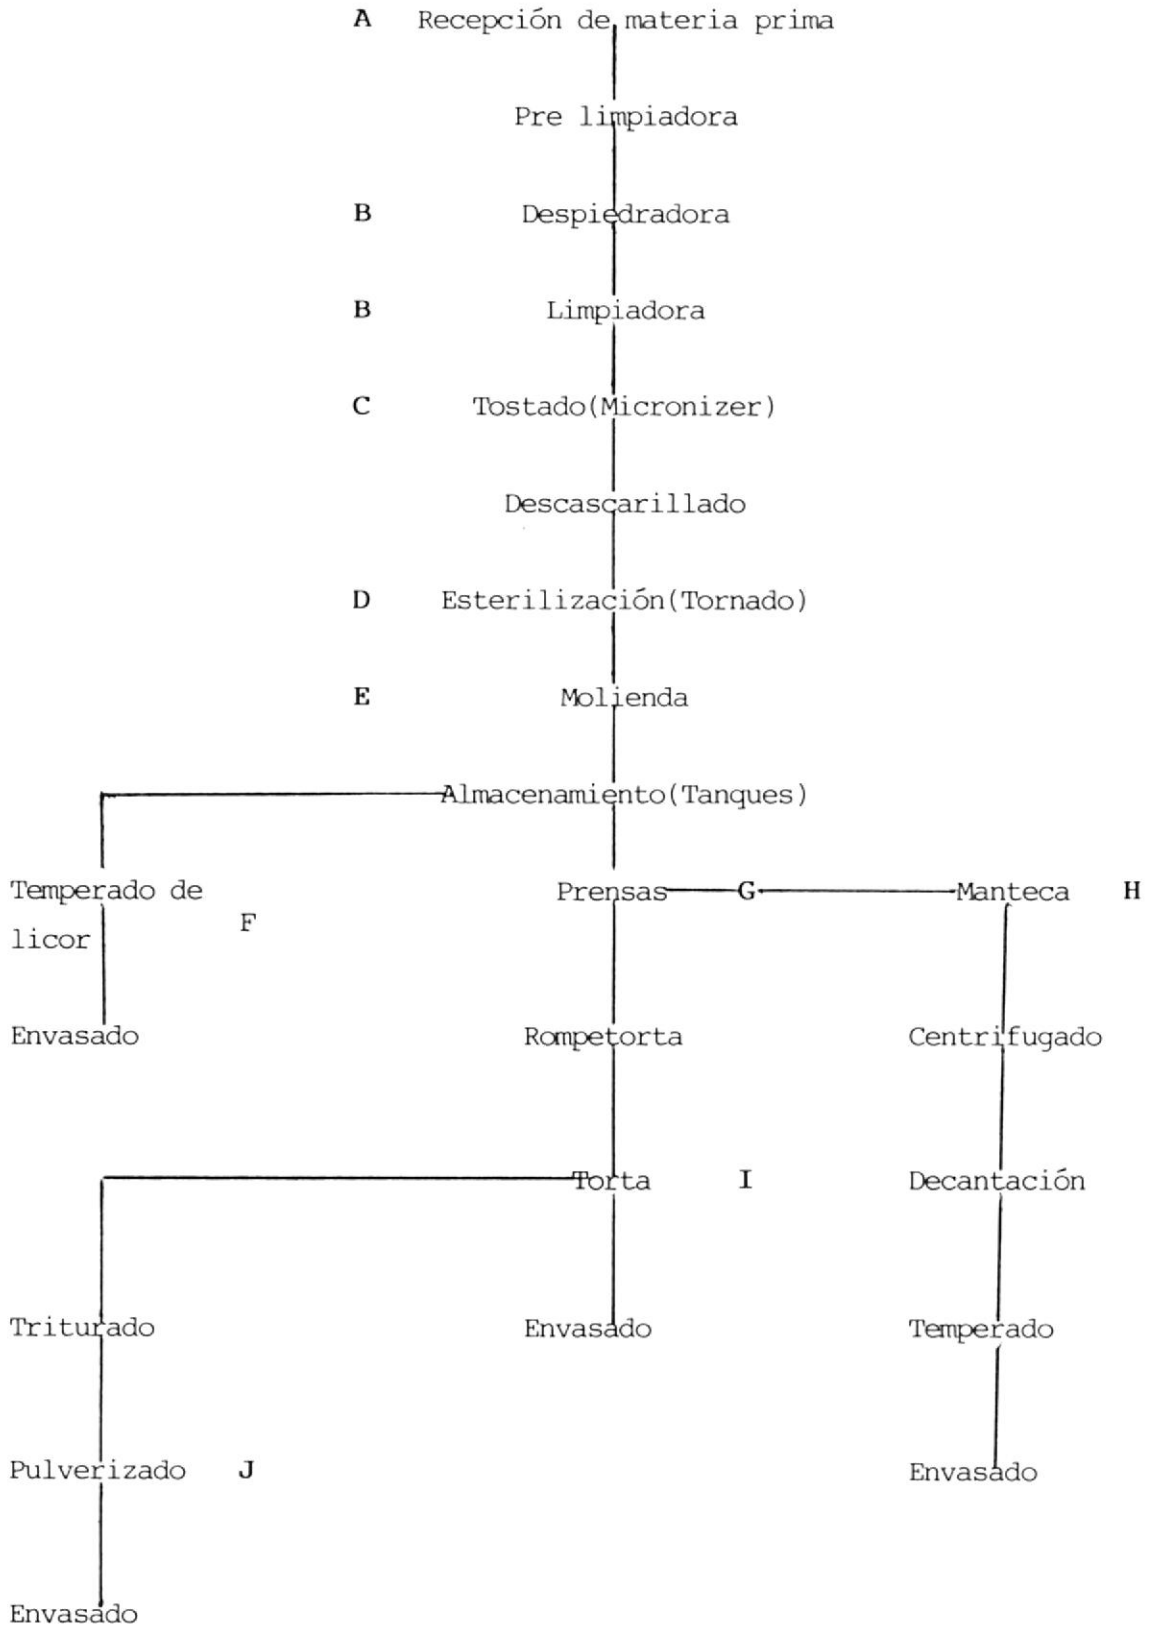 A Recepción de materia prima
Pre limpiadora
B Despiedradora
B Limpiadora
C Tostado(Micronizer)
Descascarillado
D Esterilización(Tornado)
E Molienda
Almacenamiento(Tanques)
Temperado de
licor
F
Prensas G Manteca H
Envasado Rompetorta Centrifugado
Torta I Decantación
Triturado Envasado Temperado
Pulverizado J Envasado
Envasado